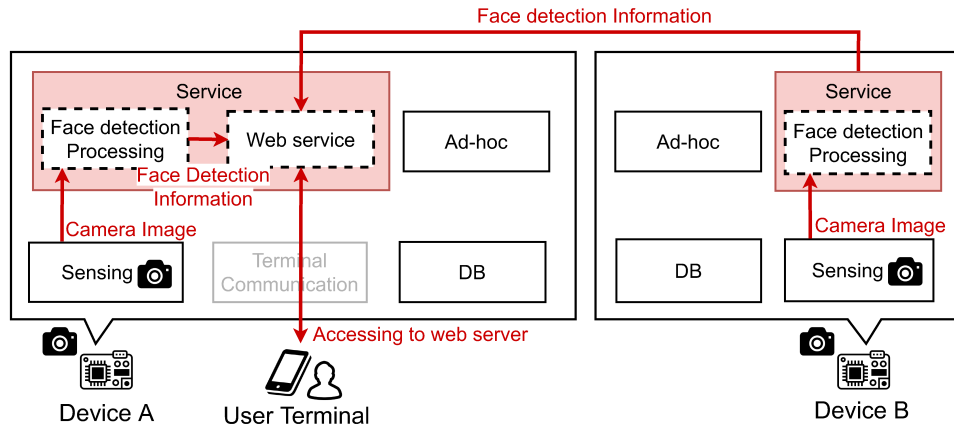 Face detection Information
Service
Face detection
Processing
Web service
Ad-hoc
Face Detection
Information
Camera Image
Sensing
Terminal
Communication
DB
Accessing to web server
Device A
User Terminal
Service
Ad-hoc
Face detection
Processing
Camera Image
DB
Sensing
Device B